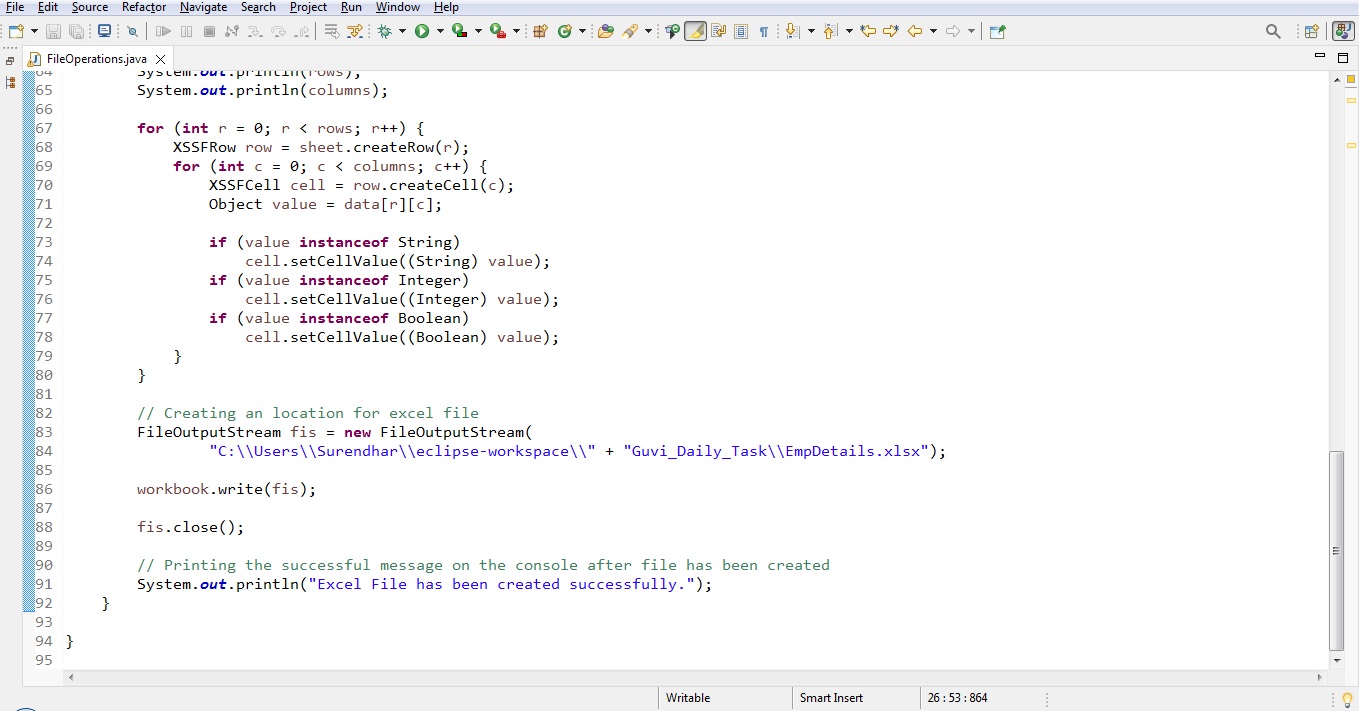 File Edit Source Refactor Navigate Search Project Run Window Help
FileOperations.java
64 System.out.println(rows);
65 System.out.println(columns);
66
67 for (int r = 0; r < rows; r++) {
68 XSSFRow row = sheet.createRow(r);
69 for (int c = 0; c < columns; c++) {
70 XSSFCell cell = row.createCell(c);
71 Object value = data[r][c];
72
73 if (value instanceof String)
74 cell.setCellValue((String) value);
75 if (value instanceof Integer)
76 cell.setCellValue((Integer) value);
77 if (value instanceof Boolean)
78 cell.setCellValue((Boolean) value);
79 }
80 }
81
82 // Creating an location for excel file
83 FileOutputStream fis = new FileOutputStream(
84 "C:\\Users\\Surendhar\\eclipse-workspace\\" + "Guvi_Daily_Task\\EmpDetails.xlsx");
85
86 workbook.write(fis);
87
88 fis.close();
89
90 // Printing the successful message on the console after file has been created
91 System.out.println("Excel File has been created successfully.");
92 }
93
94 }
95
Writable Smart Insert 26 : 53 : 864